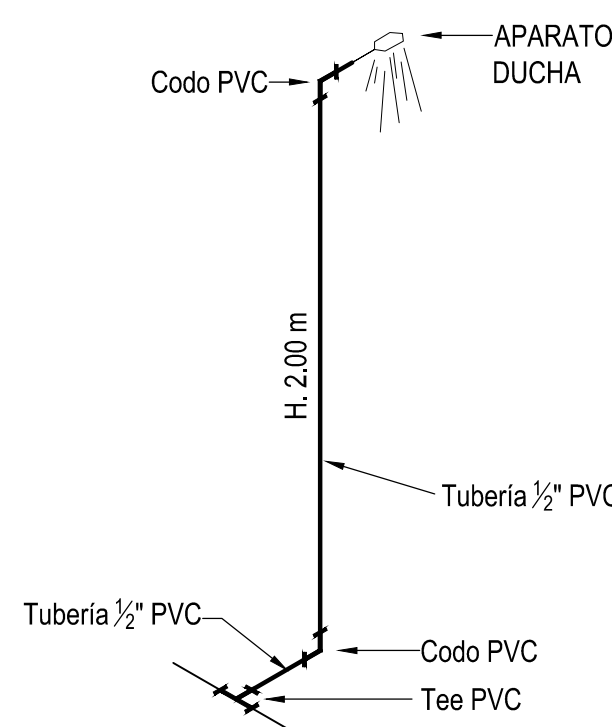 APARATO
DUCHA
Codo PVC
H. 2.00 m
Tubería ½" PVC
Tubería ½" PVC
Codo PVC
Tee PVC